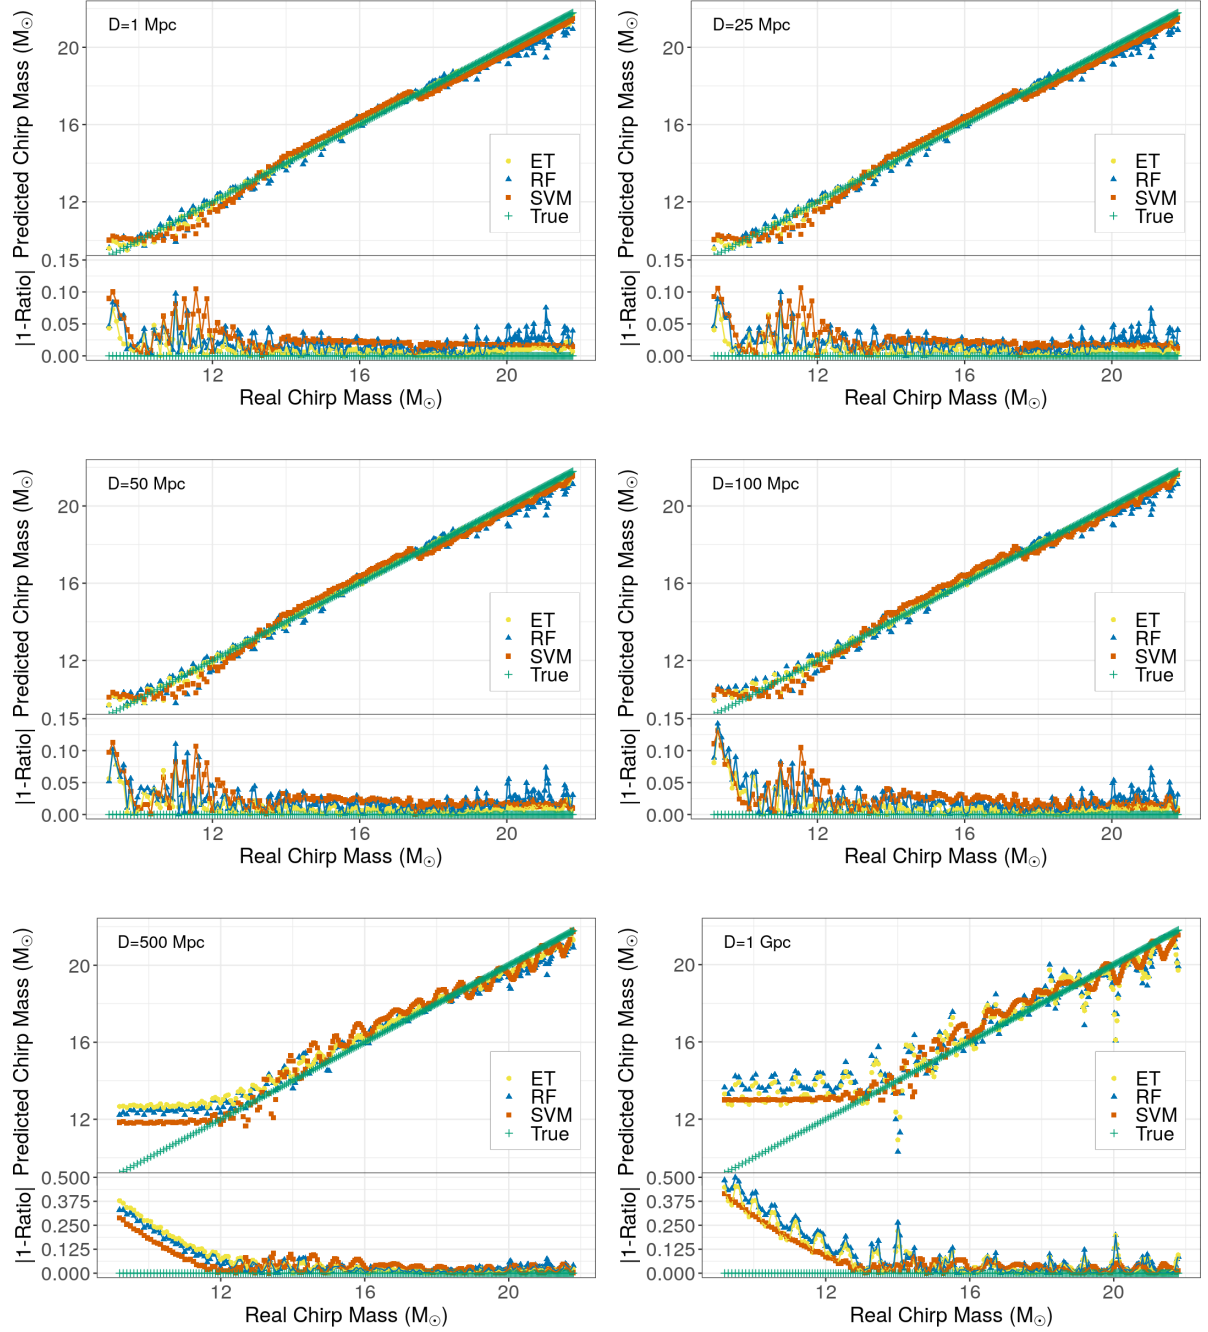 D=1 Mpc
Predicted Chirp Mass (M☉)
20
16
12
ET
RF
SVM
True
|1-Ratio|
0.15
0.10
0.05
0.00
12 16 20
Real Chirp Mass (M☉)
D=25 Mpc
Predicted Chirp Mass (M☉)
20
16
12
ET
RF
SVM
True
|1-Ratio|
0.15
0.10
0.05
0.00
12 16 20
Real Chirp Mass (M☉)
D=50 Mpc
Predicted Chirp Mass (M☉)
20
16
12
ET
RF
SVM
True
|1-Ratio|
0.15
0.10
0.05
0.00
12 16 20
Real Chirp Mass (M☉)
D=100 Mpc
Predicted Chirp Mass (M☉)
20
16
12
ET
RF
SVM
True
|1-Ratio|
0.15
0.10
0.05
0.00
12 16 20
Real Chirp Mass (M☉)
D=500 Mpc
Predicted Chirp Mass (M☉)
20
16
12
ET
RF
SVM
True
|1-Ratio|
0.500
0.375
0.250
0.125
0.000
12 16 20
Real Chirp Mass (M☉)
D=1 Gpc
Predicted Chirp Mass (M☉)
20
16
12
ET
RF
SVM
True
|1-Ratio|
0.500
0.375
0.250
0.125
0.000
12 16 20
Real Chirp Mass (M☉)